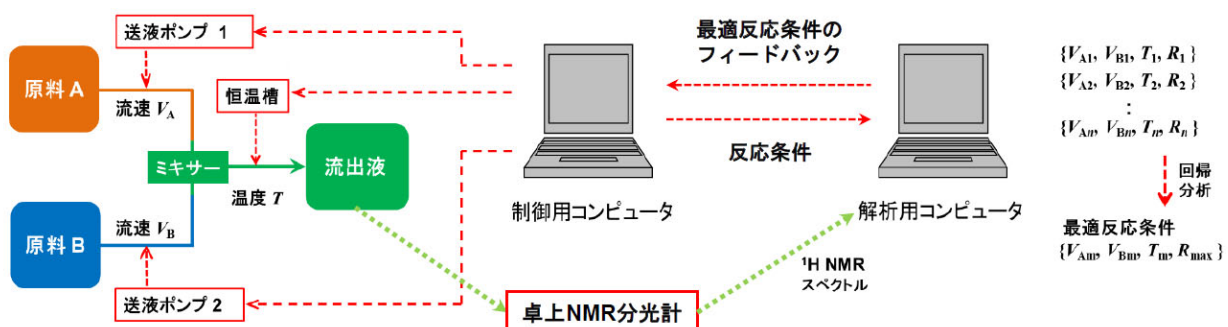 送液ポンプ 1
原料A
流速 VA
恒温槽
ミキサー
流出液
温度 T
流速 VB
原料B
送液ポンプ 2
最適反応条件の
フィードバック
反応条件
制御用コンピュータ
解析用コンピュータ
¹H NMR
スペクトル
卓上NMR分光計
{VA1, VB1, T1, R1 }
{VA2, VB2, T2, R2 }
:
{VAn, VBn, Tn, Rn }
回帰
分析
最適反応条件
{VAm, VBm, Tm, Rmax }